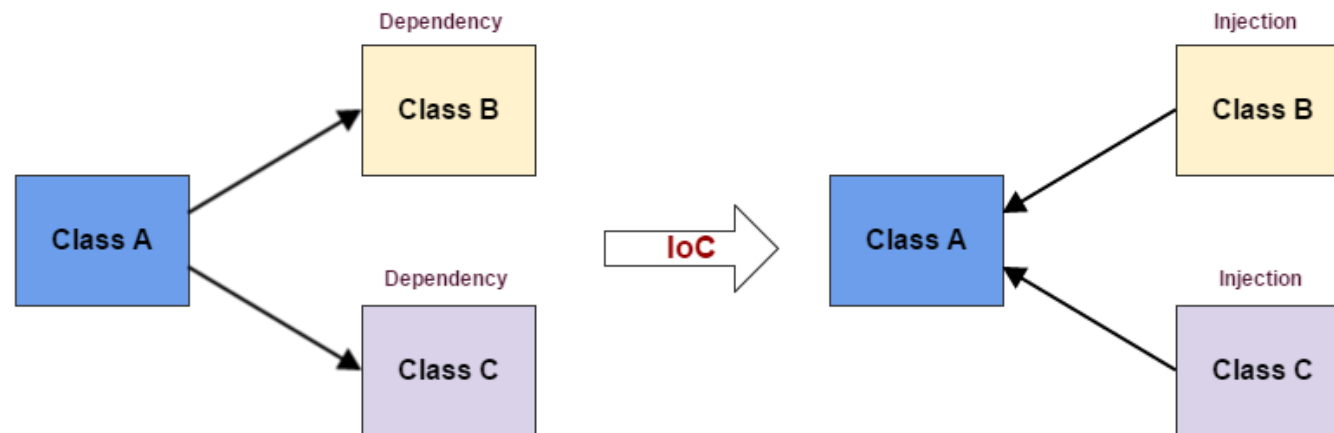 Dependency
Class B
Class A
Dependency
Class C
IoC
Injection
Class B
Class A
Injection
Class C